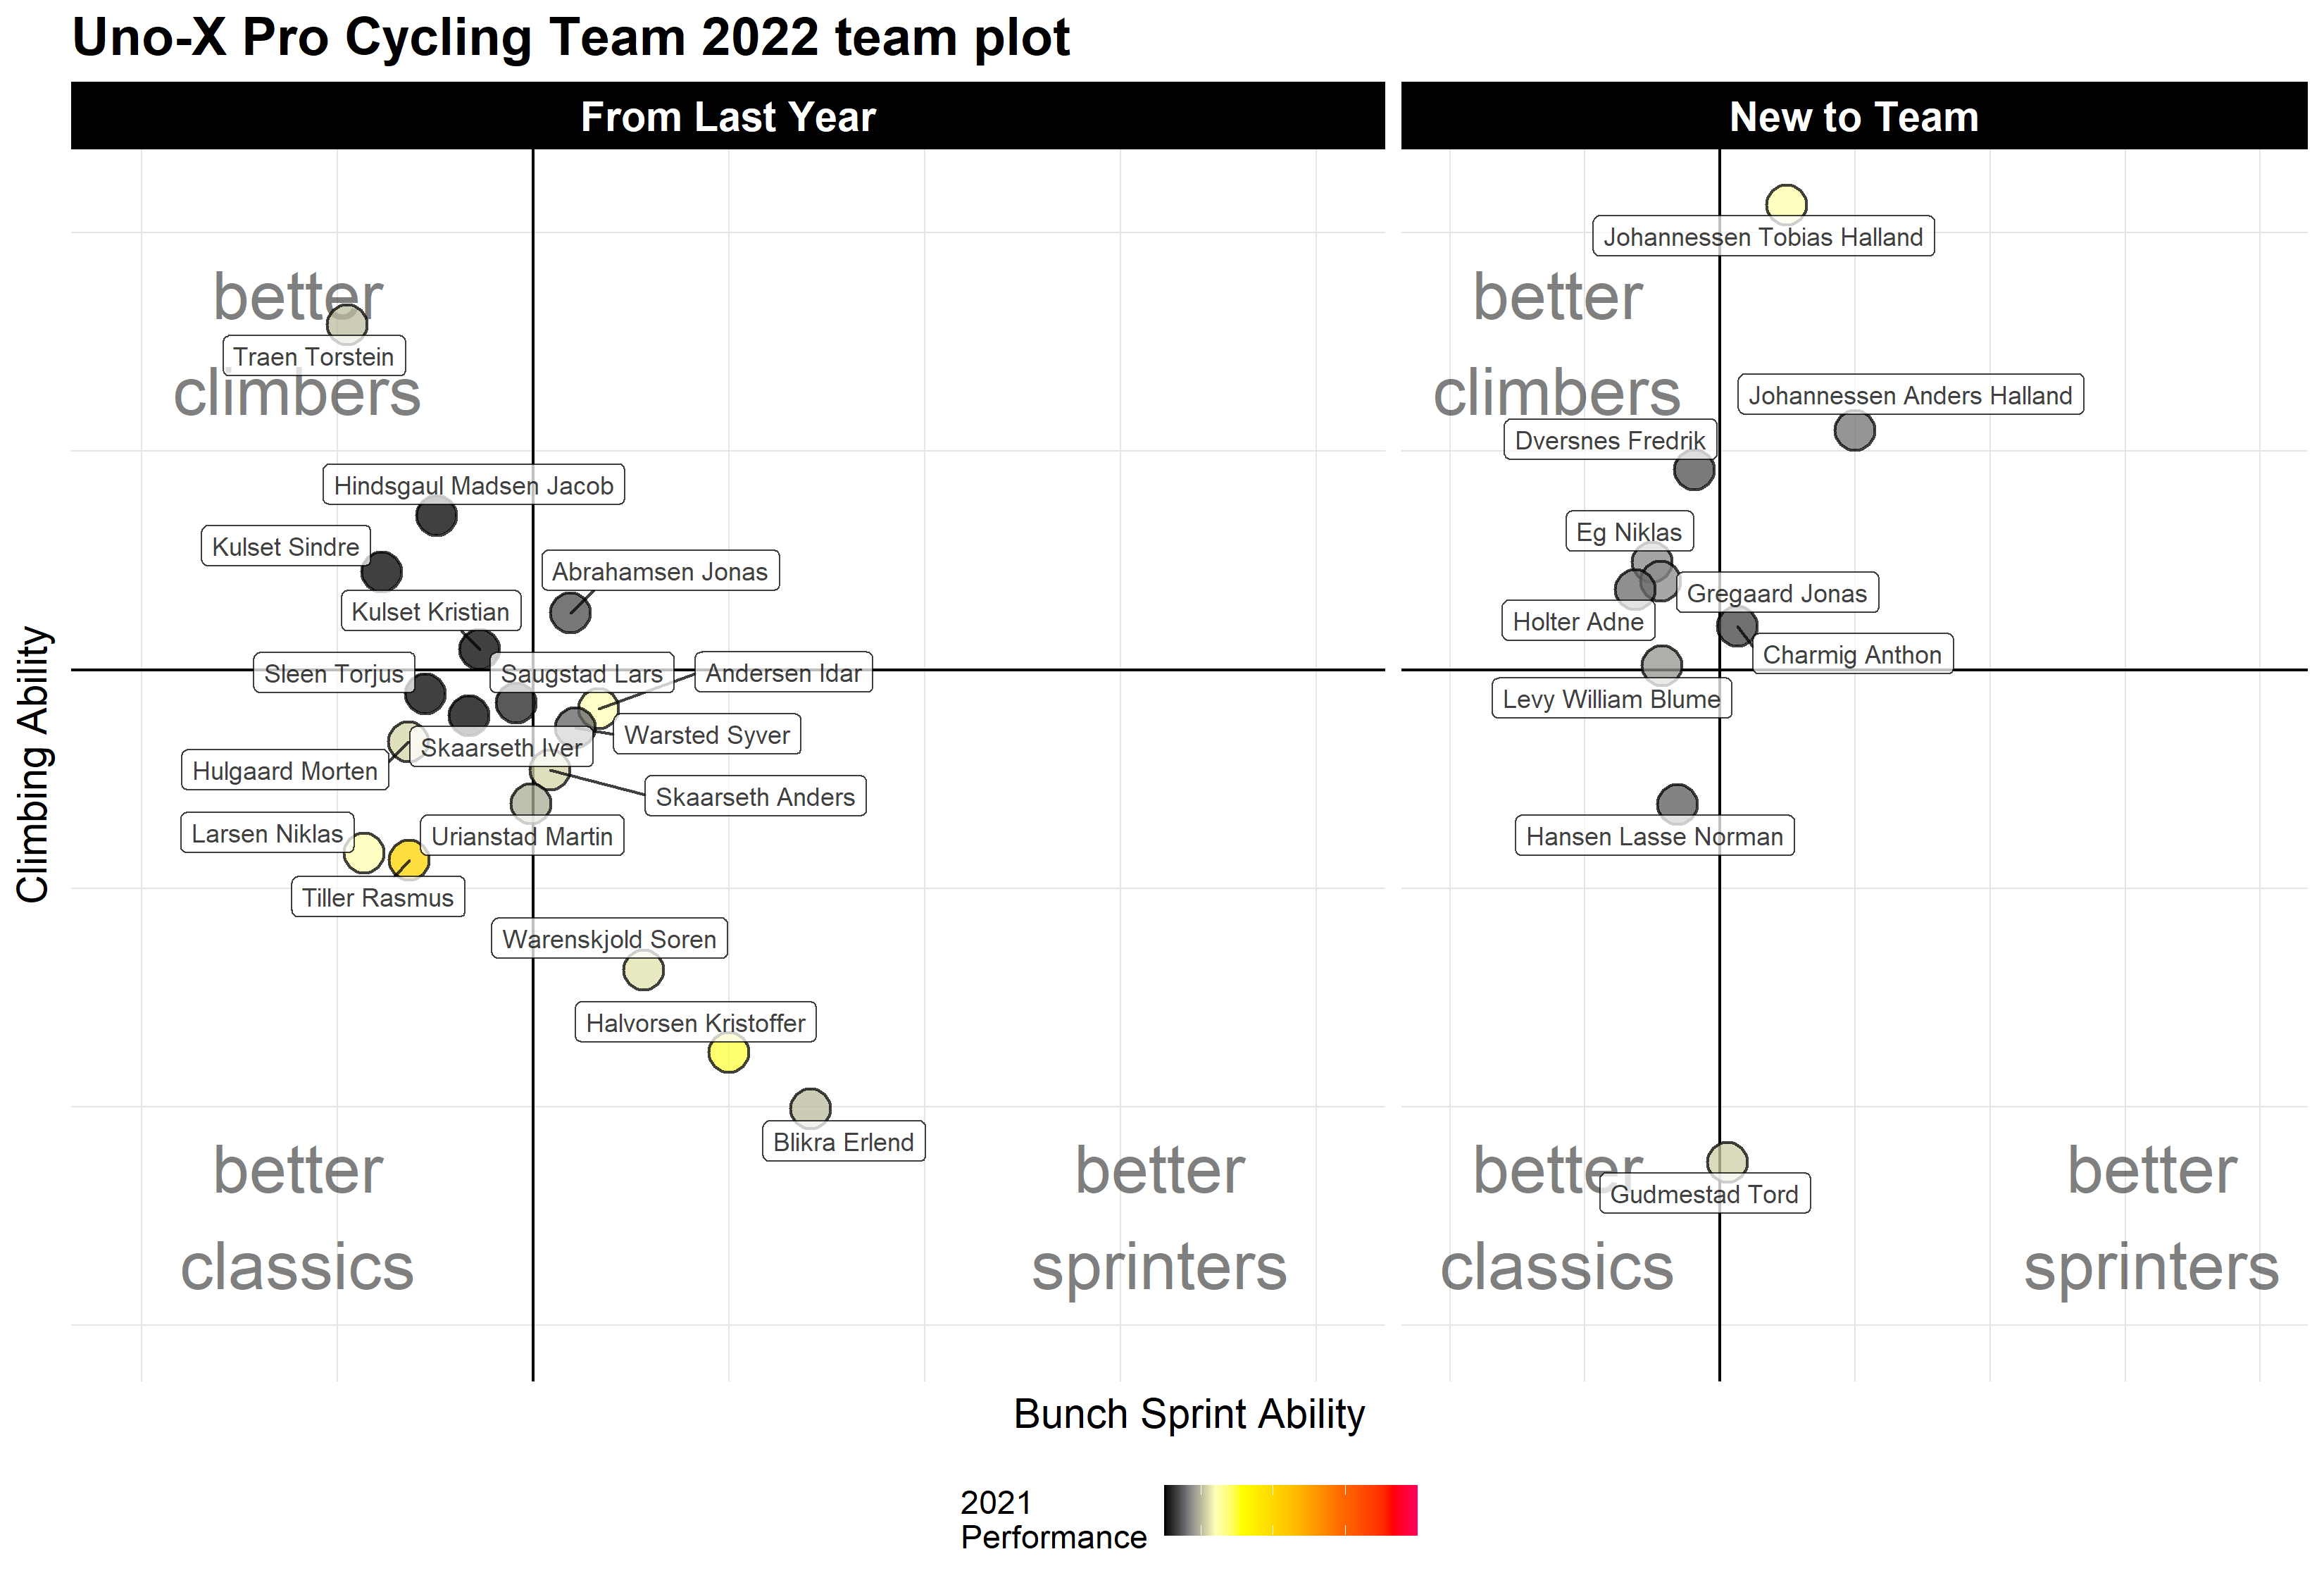 Uno-X Pro Cycling Team 2022 team plot
From Last Year
New to Team
Climbing Ability
better
climbers
Traen Torstein
Hindsgaul Madsen Jacob
Kulset Sindre
Abrahamsen Jonas
Kulset Kristian
Sleen Torjus
Saugstad Lars
Andersen Idar
Warsted Syver
Skaarseth Iver
Hulgaard Morten
Skaarseth Anders
Larsen Niklas
Urianstad Martin
Tiller Rasmus
Warenskjold Soren
Halvorsen Kristoffer
Blikra Erlend
better
classics
better
sprinters
Johannessen Tobias Halland
better
climbers
Johannessen Anders Halland
Dversnes Fredrik
Eg Niklas
Gregaard Jonas
Holter Adne
Charmig Anthon
Levy William Blume
Hansen Lasse Norman
better
classics
Gudmestad Tord
better
sprinters
Bunch Sprint Ability
2021
Performance